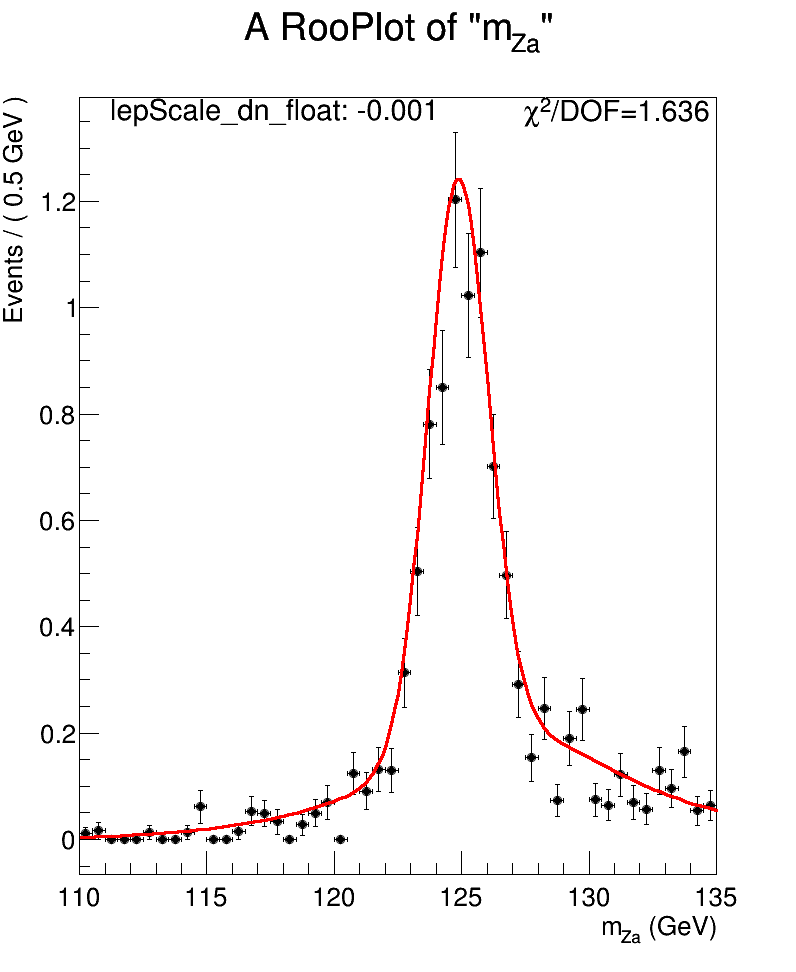 A RooPlot of "m_Za"
lepScale_dn_float: -0.001
χ²/DOF=1.636
Events / ( 0.5 GeV )
1.2
1
0.8
0.6
0.4
0.2
0
110 115 120 125 130 135
m_Za (GeV)